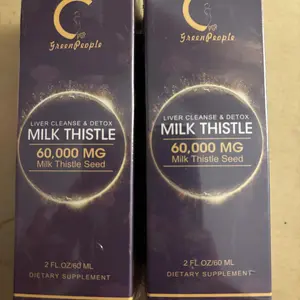 GreenPeople
LIVER CLEANSE & DETOX
MILK THISTLE
60,000 MG
Milk Thistle Seed
2 FL OZ/60 ML
DIETARY SUPPLEMENT
GreenPeople
LIVER CLEANSE & DETOX
MILK THISTLE
60,000 MG
Milk Thistle Seed
2 FL OZ/60 ML
DIETARY SUPPLEMENT